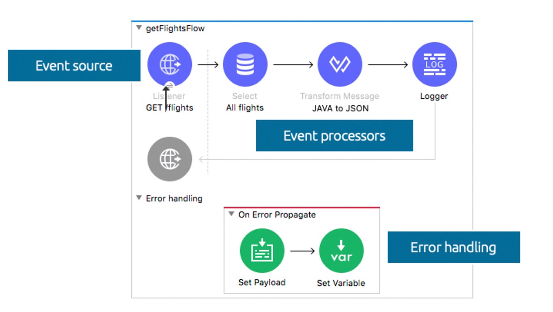 getFlightsFlow
Event source
Listener
GET /flights
Select
All flights
Transform Message
JAVA to JSON
LOG
Logger
Event processors
Error handling
On Error Propagate
Set Payload
var
Set Variable
Error handling